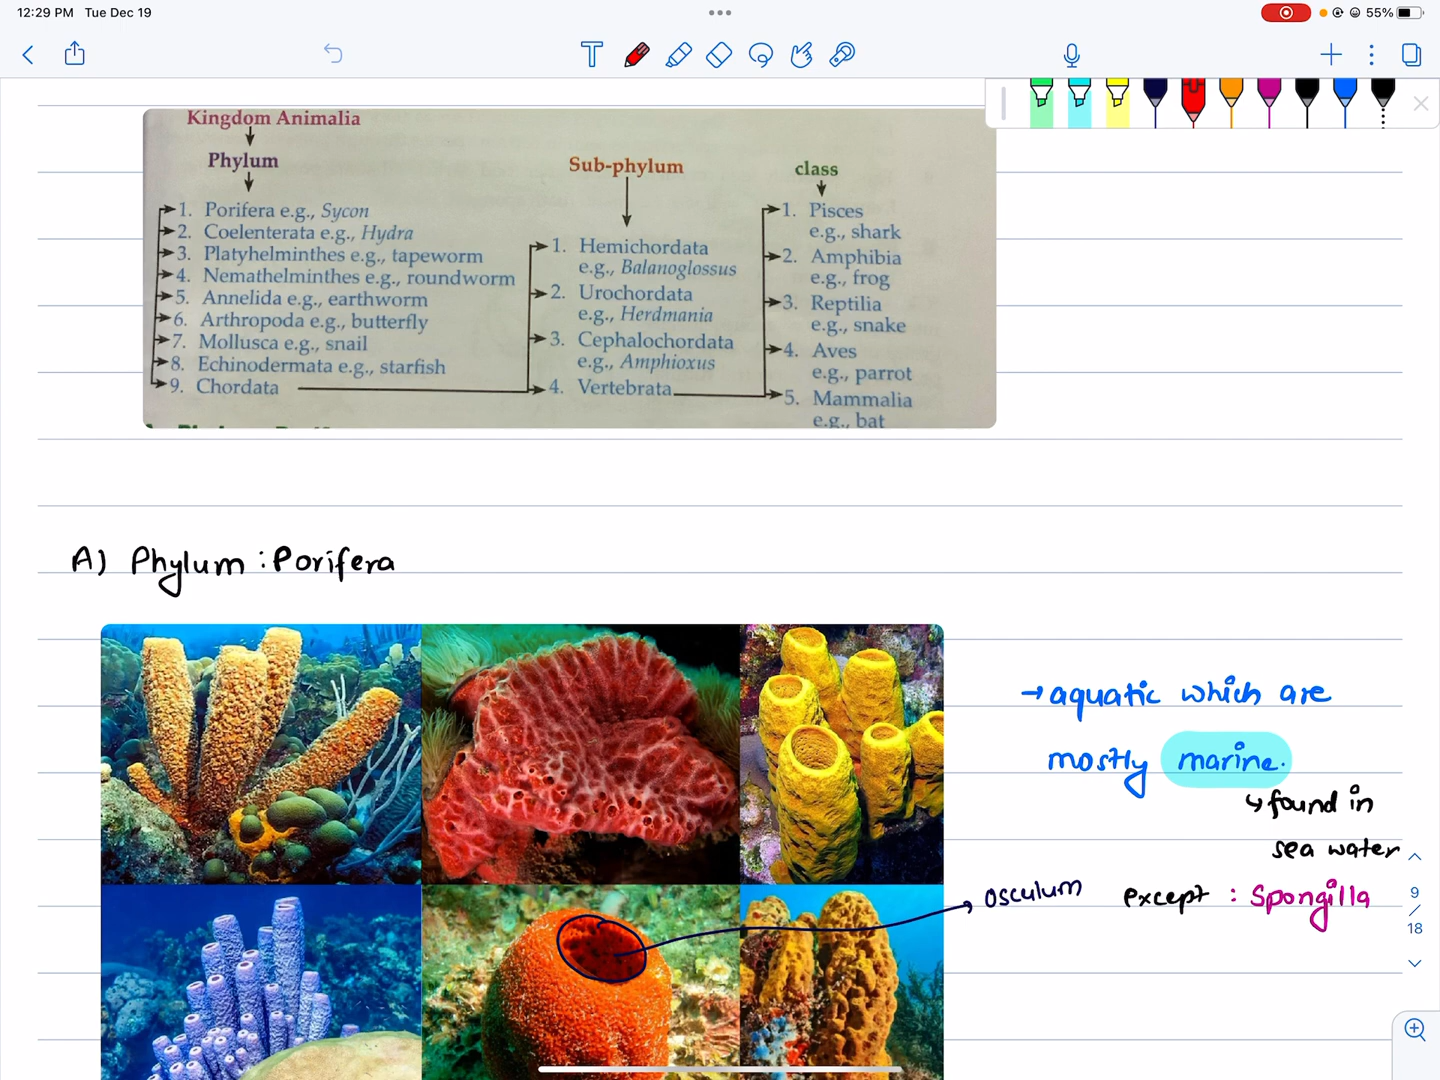 12:29 PM Tue Dec 19
55%
Kingdom Animalia
Phylum
1. Porifera e.g., Sycon
2. Coelenterata e.g., Hydra
3. Platyhelminthes e.g., tapeworm
4. Nemathelminthes e.g., roundworm
5. Annelida e.g., earthworm
6. Arthropoda e.g., butterfly
7. Mollusca e.g., snail
8. Echinodermata e.g., starfish
9. Chordata
Sub-phylum
1. Hemichordata
e.g., Balanoglossus
2. Urochordata
e.g., Herdmania
3. Cephalochordata
e.g., Amphioxus
4. Vertebrata
class
1. Pisces
e.g., shark
2. Amphibia
e.g., frog
3. Reptilia
e.g., snake
4. Aves
e.g., parrot
5. Mammalia
e.g., bat
A) Phylum : Porifera
→ aquatic which are
mostly marine.
↳ found in
sea water
osculum
except : Spongilla
9
/
18